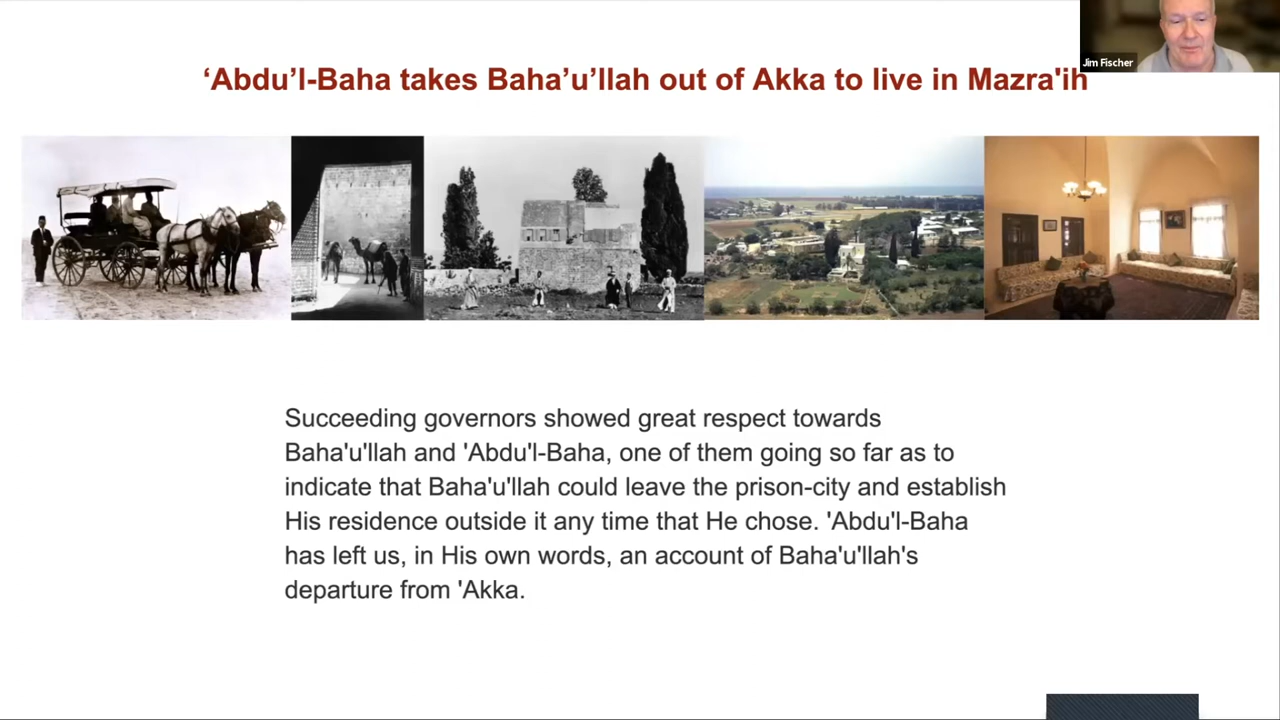 ‘Abdu’l-Baha takes Baha’u’llah out of Akka to live in Mazra'ih
Jim Fischer
Succeeding governors showed great respect towards
Baha'u'llah and 'Abdu'l-Baha, one of them going so far as to
indicate that Baha'u'llah could leave the prison-city and establish
His residence outside it any time that He chose. 'Abdu'l-Baha
has left us, in His own words, an account of Baha'u'llah's
departure from 'Akka.